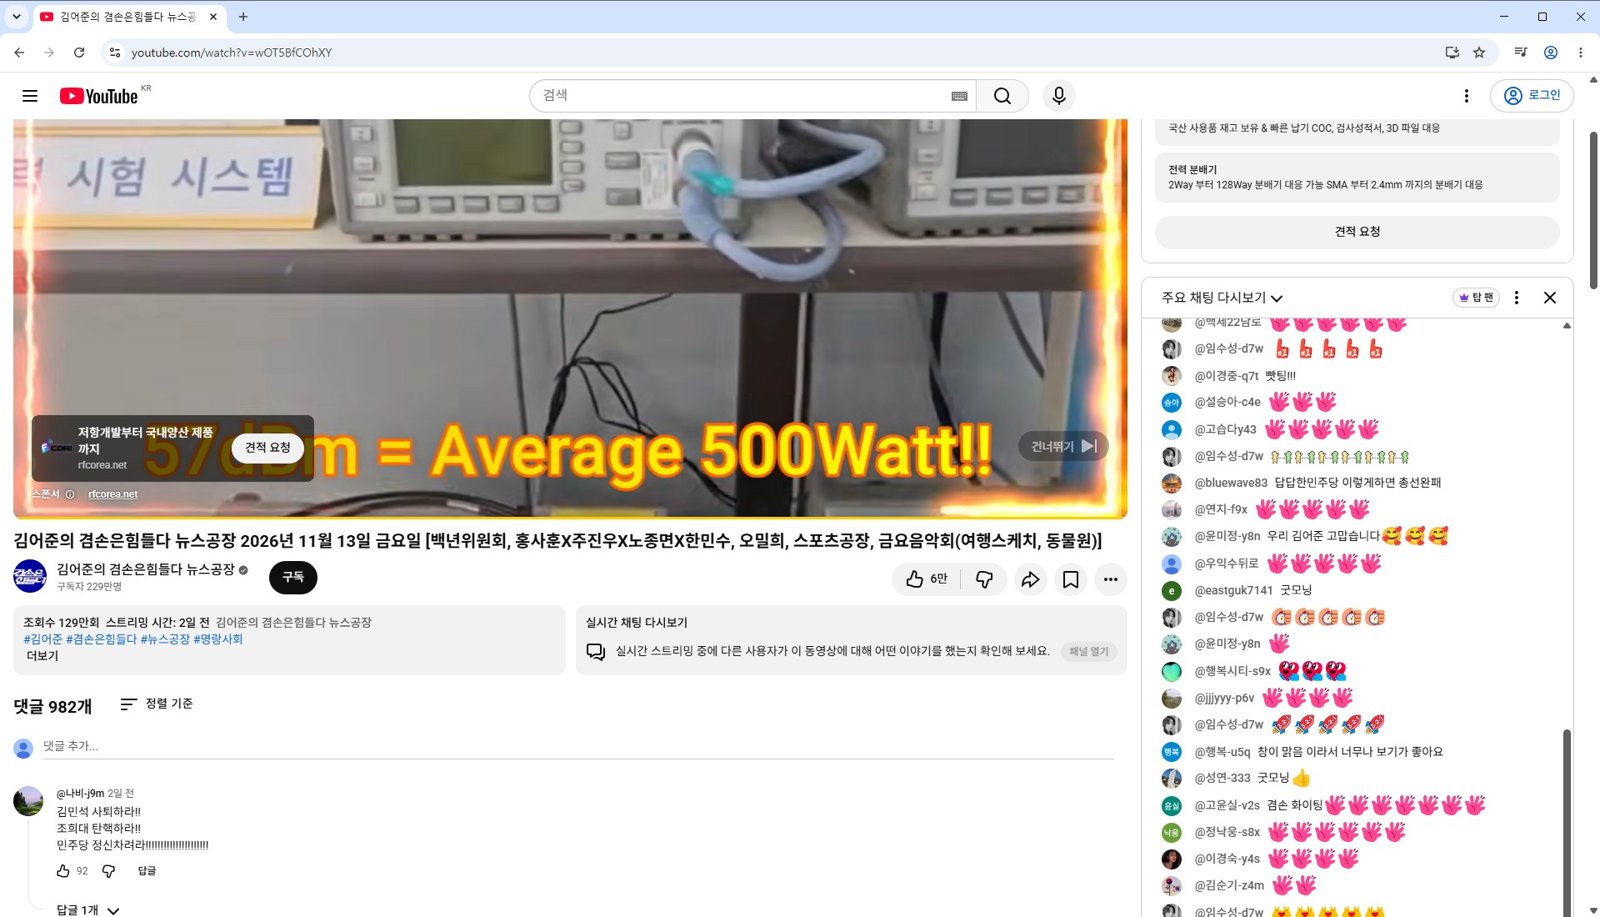 김어준의 겸손은힘들다 뉴스공
youtube.com/watch?v=wOT5BfCOhXY
YouTube KR
검색
로그인
력 시험 시스템
57dBm = Average 500Watt!!
저항개발부터 국내양산 제품
까지
rfcorea.net
견적 요청
건너뛰기
스폰서 rfcorea.net
김어준의 겸손은힘들다 뉴스공장 2026년 11월 13일 금요일 [백년위원회, 홍사훈X주진우X노종면X한민수, 오밀희, 스포츠공장, 금요음악회(여행스케치, 동물원)]
김어준의 겸손은힘들다 뉴스공장
구독자 229만명
구독
6만
조회수 129만회 스트리밍 시간: 2일 전 김어준의 겸손은힘들다 뉴스공장
#김어준 #겸손은힘들다 #뉴스공장 #명랑사회
더보기
실시간 채팅 다시보기
실시간 스트리밍 중에 다른 사용자가 이 동영상에 대해 어떤 이야기를 했는지 확인해 보세요.
패널 열기
댓글 982개
정렬 기준
댓글 추가...
@나비-j9m 2일 전
김민석 사퇴하라!!
조희대 탄핵하라!!
민주당 정신차려라!!!!!!!!!!!!!!!!!!!!!
92
답글
답글 1개
국산 사용품 재고 보유 & 빠른 납기 COC, 검사성적서, 3D 파일 대응
전력 분배기
2Way 부터 128Way 분배기 대응 가능 SMA 부터 2.4mm 까지의 분배기 대응
견적 요청
주요 채팅 다시보기
탑 팬
@백제22남로
@임수성-d7w
@이경중-q7t 빳팅!!!
승아 @설승아-c4e
@고습다y43
@임수성-d7w
@bluewave83 답답한민주당 이렇게하면 총선완패
@연지-f9x
@윤미정-y8n 우리 김어준 고맙습니다
@우익수뒤로
e @eastguk7141 굿모닝
@임수성-d7w
@윤미정-y8n
@행복시티-s9x
@jjjyyy-p6v
@임수성-d7w
행복 @행복-u5q 창이 맑음 이라서 너무나 보기가 좋아요
@성연-333 굿모닝
윤실 @고윤실-v2s 겸손 화이팅
낙웅 @정낙웅-s8x
@이경숙-y4s
@김순기-z4m
@임수성-d7w